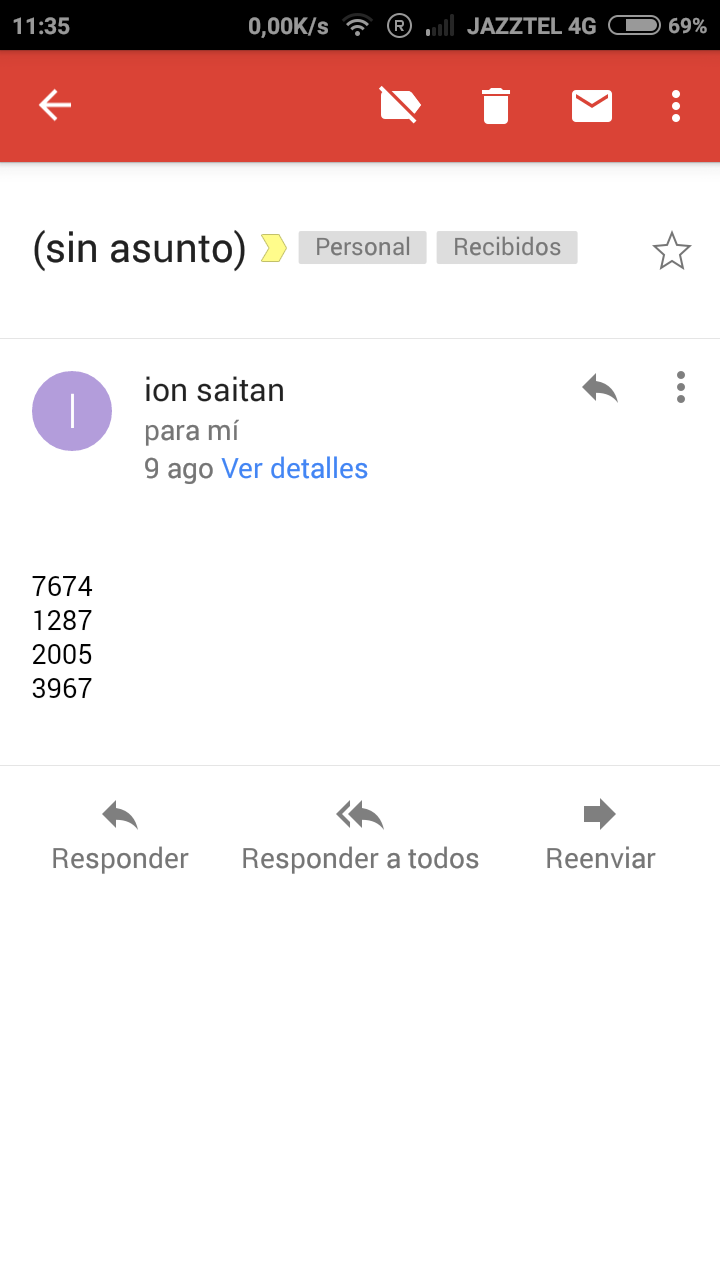 11:35 0,00K/s R JAZZTEL 4G 69%
(sin asunto) Personal Recibidos
I
ion saitan
para mí
9 ago Ver detalles
7674
1287
2005
3967
Responder Responder a todos Reenviar